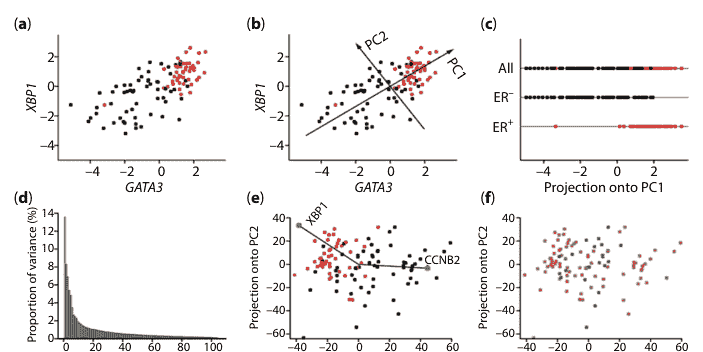 (a)
XBP1
2
0
−2
−4
−4
−2
0
2
GATA3
(b)
PC2
PC1
XBP1
2
0
−2
−4
−4
−2
0
2
GATA3
(c)
All
ER−
ER+
−4
−2
0
2
Projection onto PC1
(d)
Proportion of variance (%)
14
12
10
8
6
4
2
0
0
20
40
60
80
100
(e)
XBP1
CCNB2
Projection onto PC2
40
20
0
−20
−40
−60
−40
−20
0
20
40
60
(f)
Projection onto PC2
40
20
0
−20
−40
−60
−40
−20
0
20
40
60